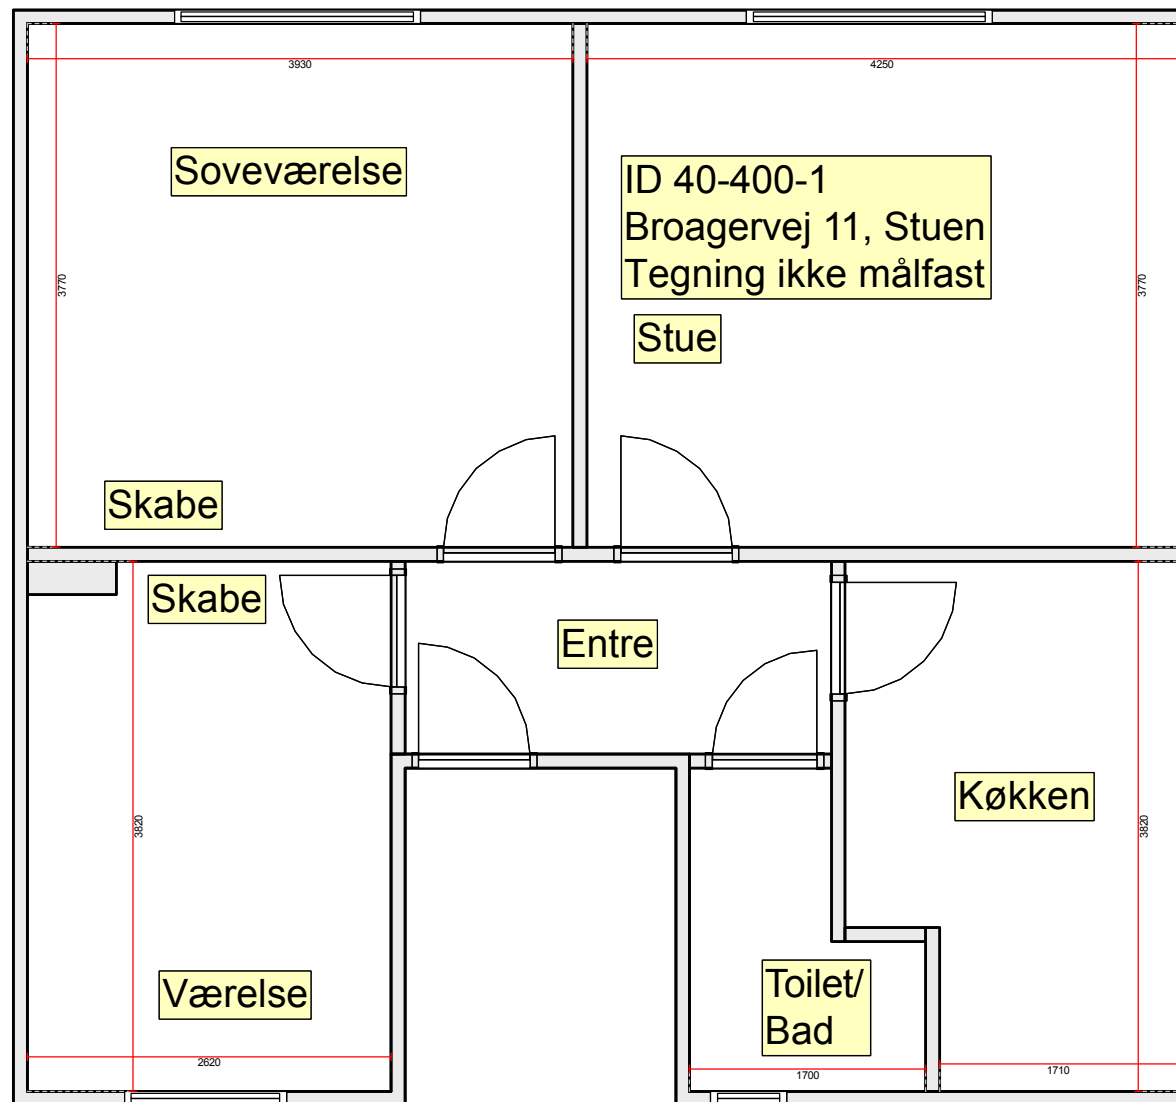 3930
4250
Soveværelse
ID 40-400-1
Broagervej 11, Stuen
Tegning ikke målfast
3770
3770
Stue
Skabe
Skabe
Entre
Køkken
3820
3820
Værelse
Toilet/
Bad
2620
1700
1710